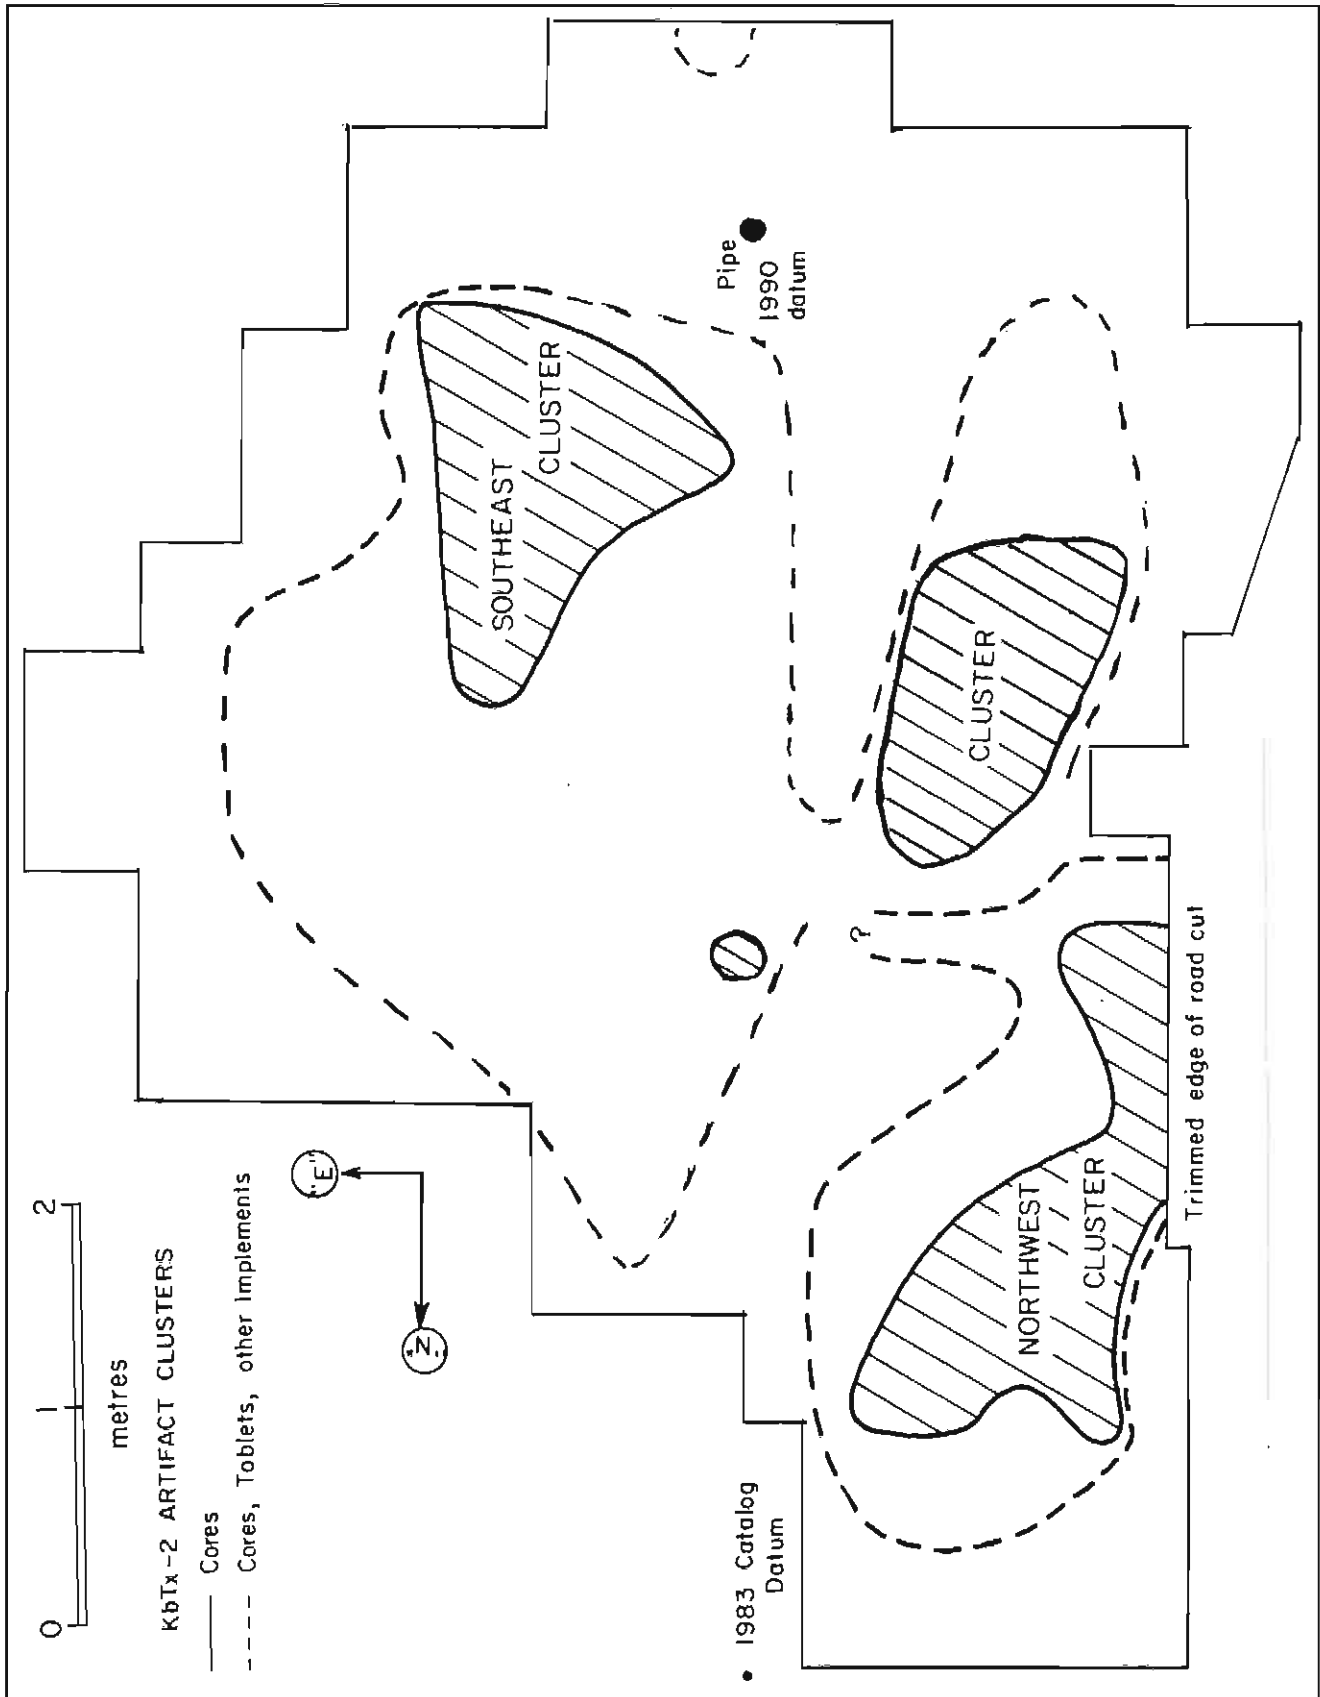 0 1 2
metres
KbTx-2 ARTIFACT CLUSTERS
Cores
Cores, Tablets, other Implements
"E"
"N"
1983 Catalog
Datum
NORTHWEST
CLUSTER
Trimmed edge of road cut
?
CLUSTER
SOUTHEAST
CLUSTER
Pipe
1990
datum